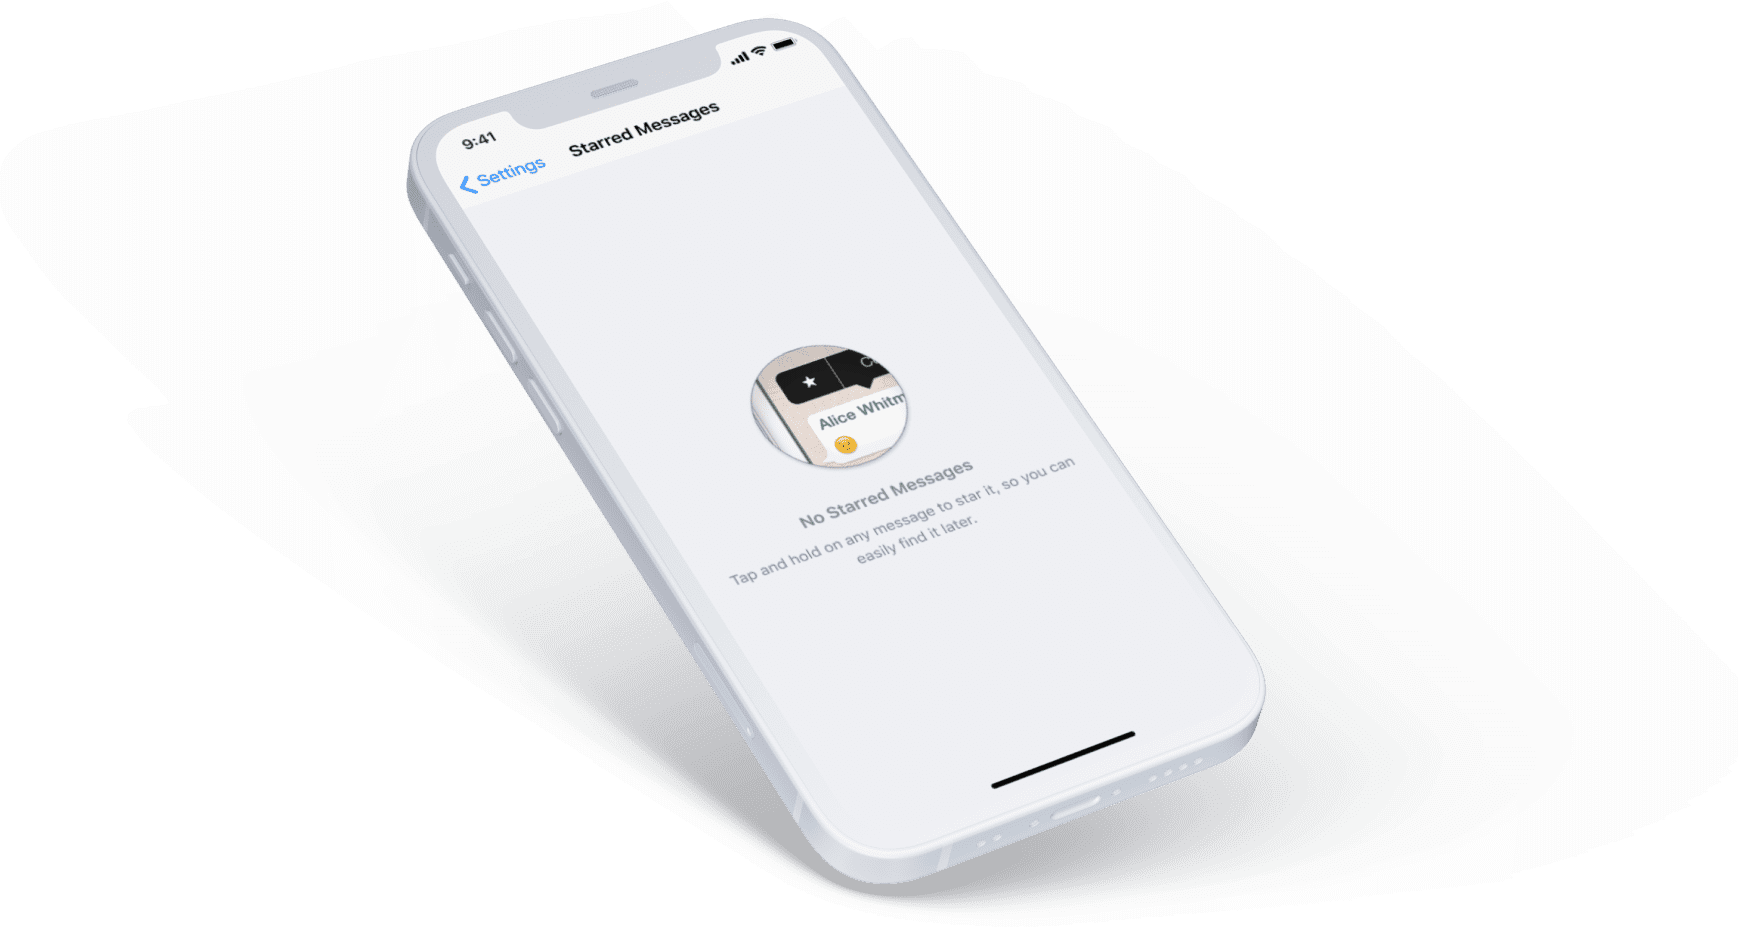 9:41
Settings
Starred Messages
Alice
No Starred Messages
Tap and hold on any message to star it, so you can
easily find it later.